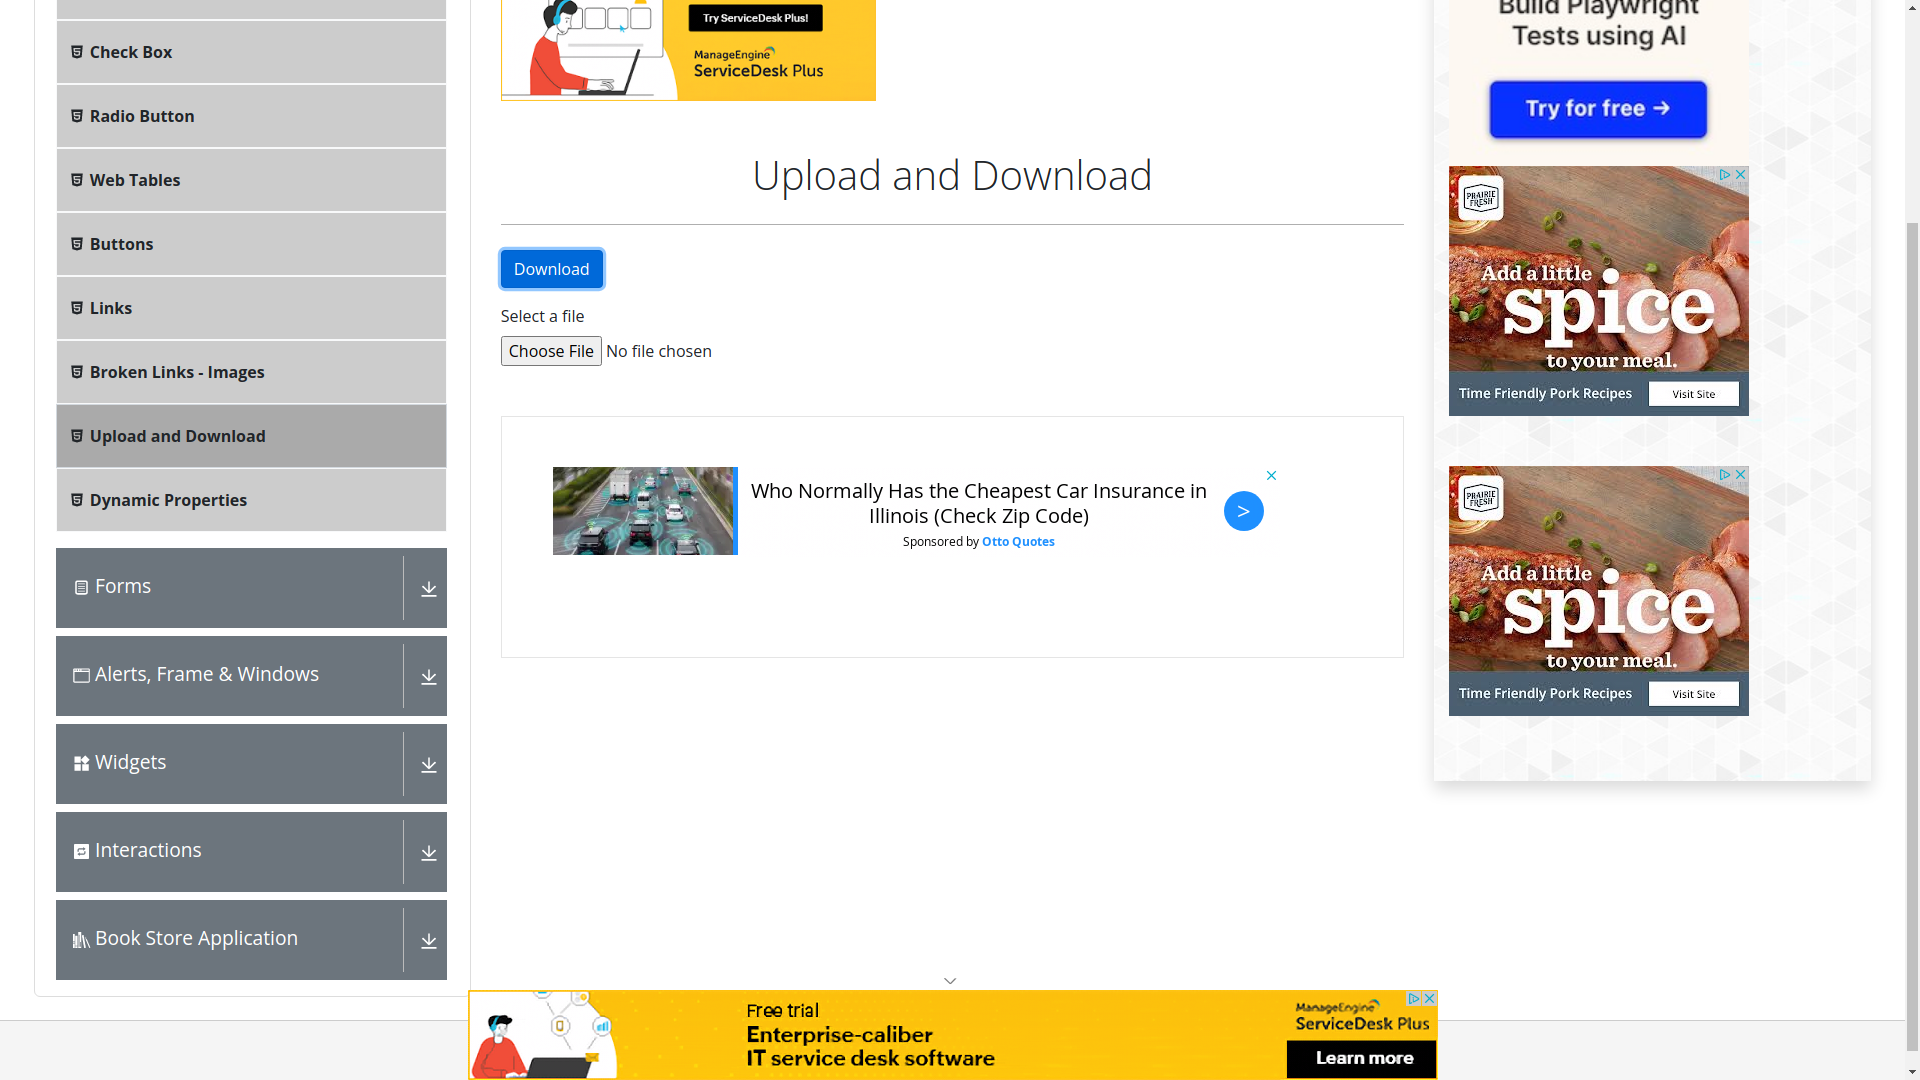 Check Box
Radio Button
Web Tables
Buttons
Links
Broken Links - Images
Upload and Download
Dynamic Properties
Forms
Alerts, Frame & Windows
Widgets
Interactions
Book Store Application
Try ServiceDesk Plus!
ManageEngine
ServiceDesk Plus
Upload and Download
Download
Select a file
Choose File No file chosen
Who Normally Has the Cheapest Car Insurance in
Illinois (Check Zip Code)
Sponsored by Otto Quotes
>
Build Playwright
Tests using AI
Try for free →
PRAIRIE
FRESH
Add a little
spice
to your meal.
Time Friendly Pork Recipes
Visit Site
PRAIRIE
FRESH
Add a little
spice
to your meal.
Time Friendly Pork Recipes
Visit Site
Free trial
Enterprise-caliber
IT service desk software
ManageEngine
ServiceDesk Plus
Learn more